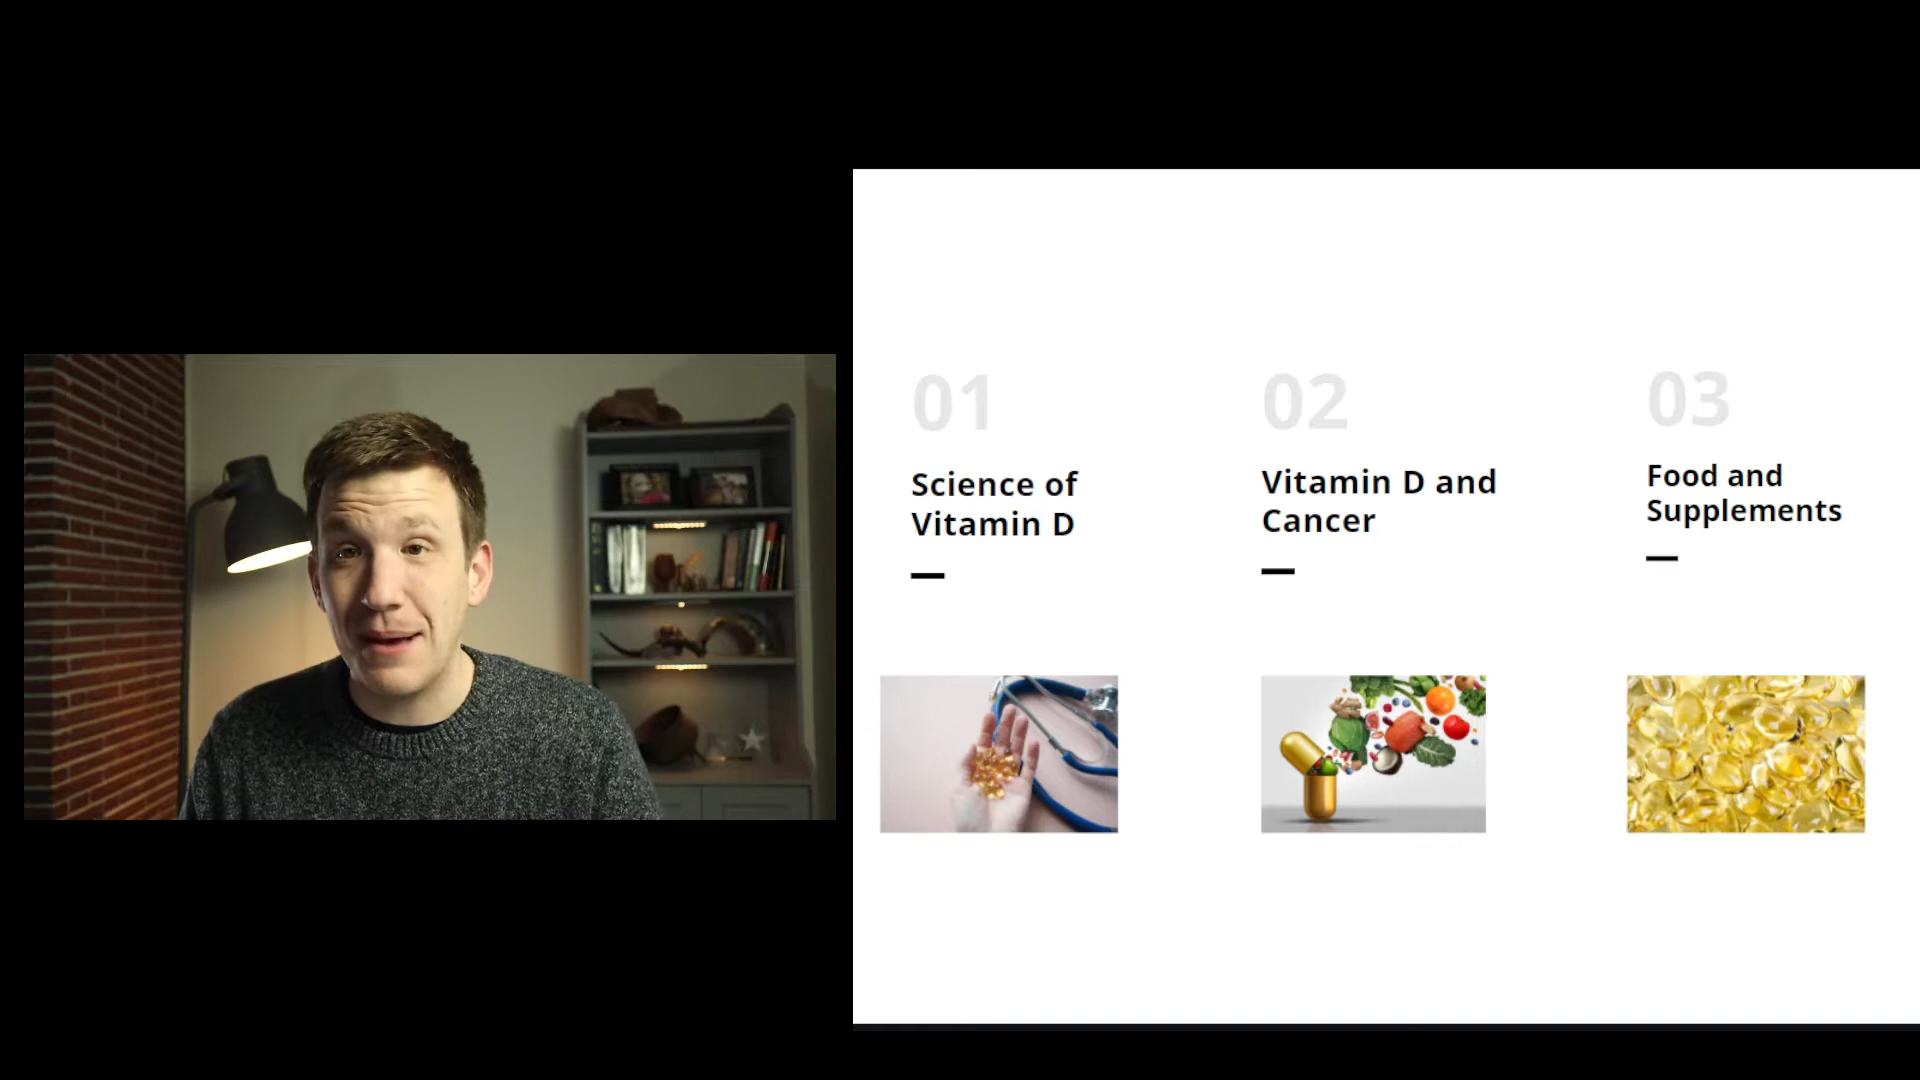 01
Science of
Vitamin D
02
Vitamin D and
Cancer
03
Food and
Supplements